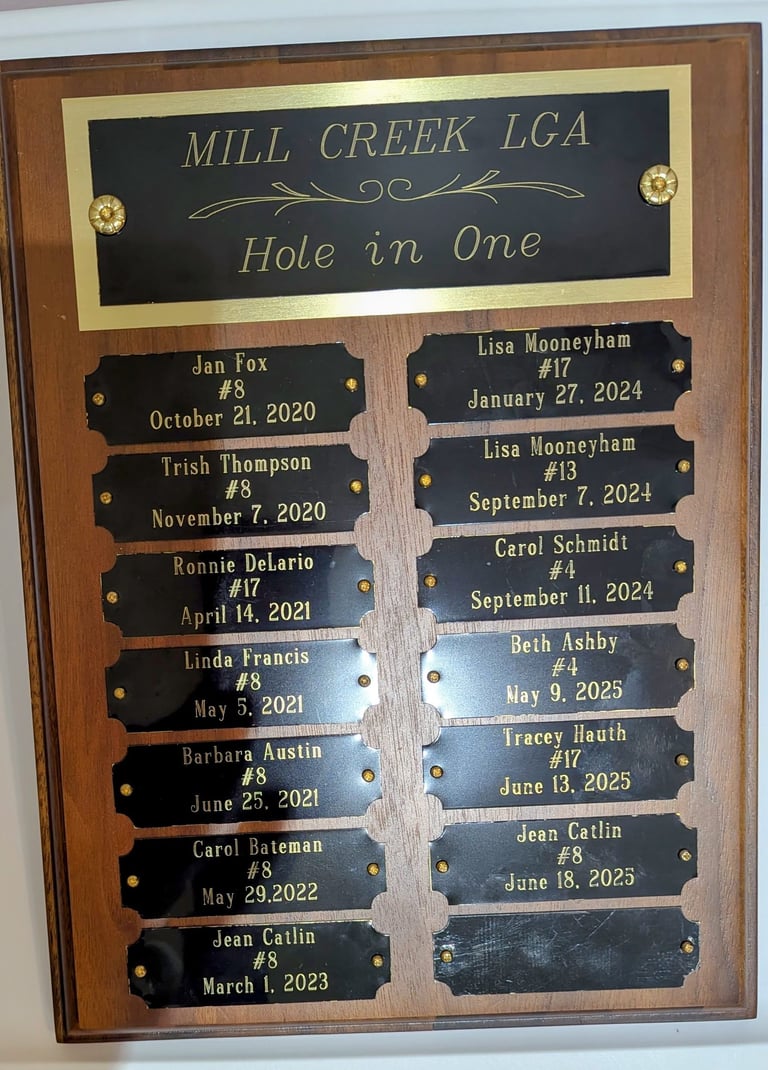 MILL CREEK LGA
Hole in One
Jan Fox
#8
October 21, 2020
Trish Thompson
#8
November 7, 2020
Ronnie DeLario
#17
April 14, 2021
Linda Francis
#8
May 5, 2021
Barbara Austin
#8
June 25, 2021
Carol Bateman
#8
May 29,2022
Jean Catlin
#8
March 1, 2023
Lisa Mooneyham
#17
January 27, 2024
Lisa Mooneyham
#13
September 7, 2024
Carol Schmidt
#4
September 11, 2024
Beth Ashby
#4
May 9, 2025
Tracey Hauth
#17
June 13, 2025
Jean Catlin
#8
June 18, 2025